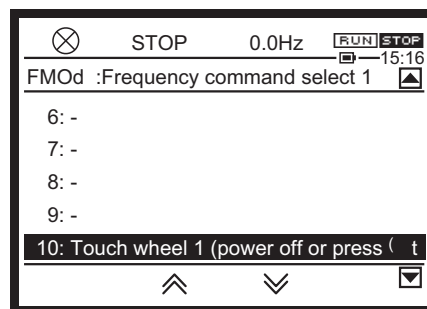 STOP 0.0Hz RUN STOP
15:16
FMOd :Frequency command select 1
6: -
7: -
8: -
9: -
10: Touch wheel 1 (power off or press ( t